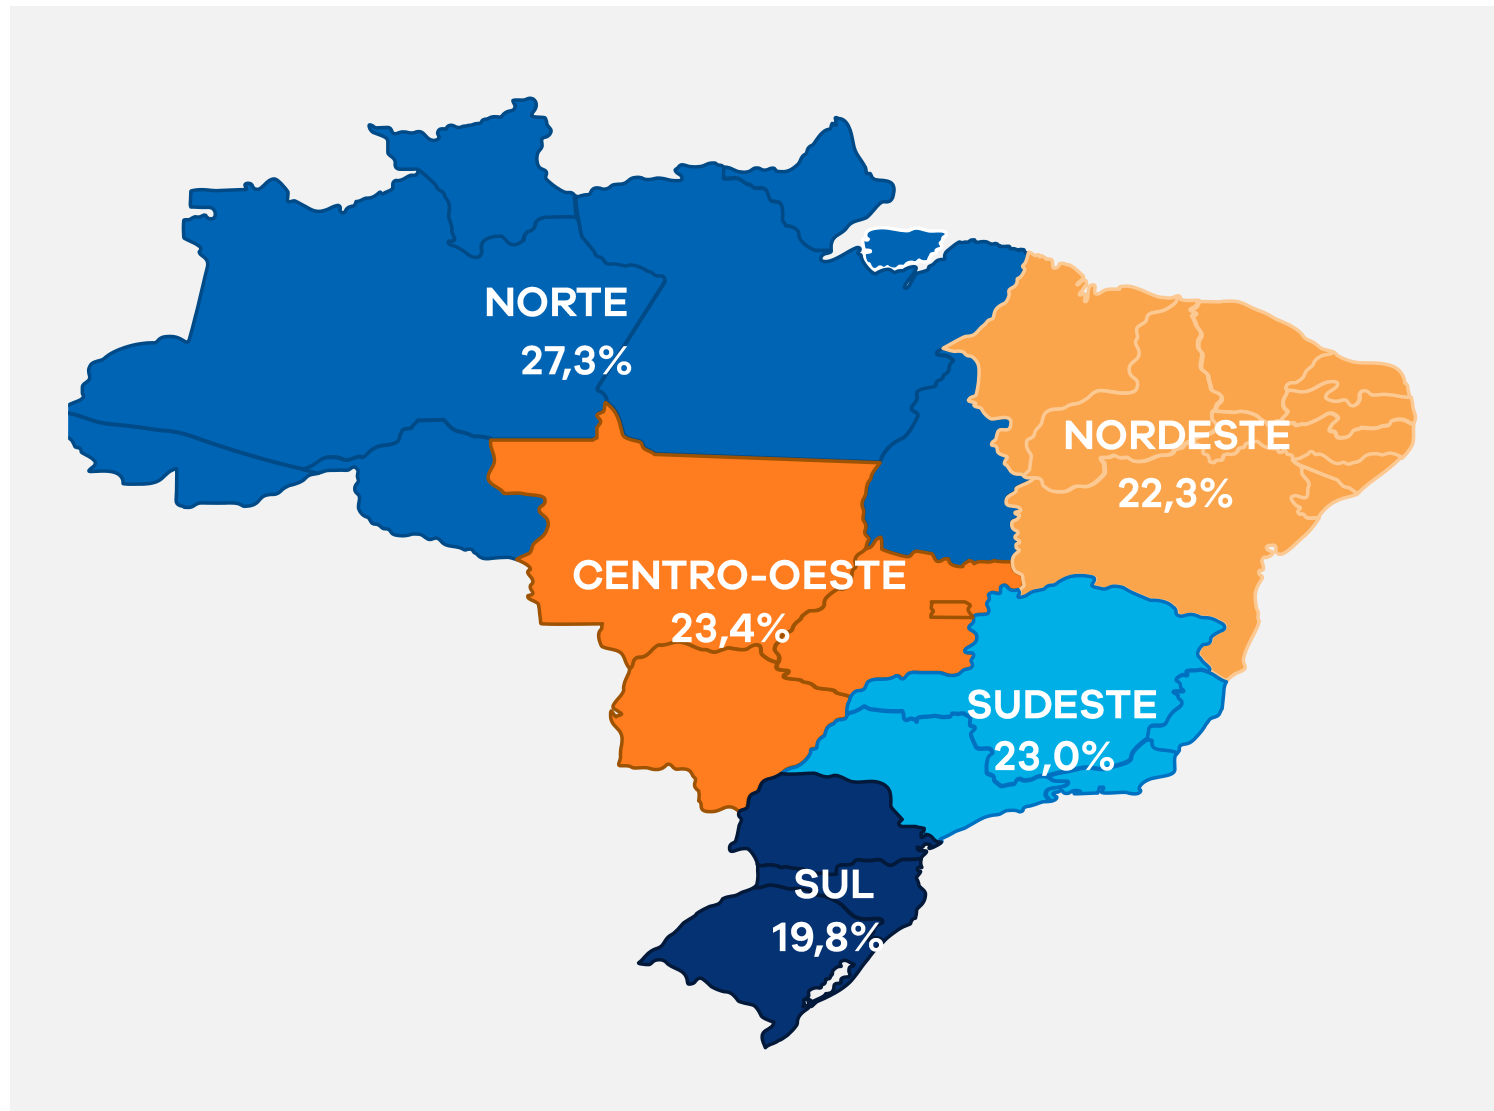 NORTE
27,3%
NORDESTE
22,3%
CENTRO-OESTE
23,4%
SUDESTE
23,0%
SUL
19,8%